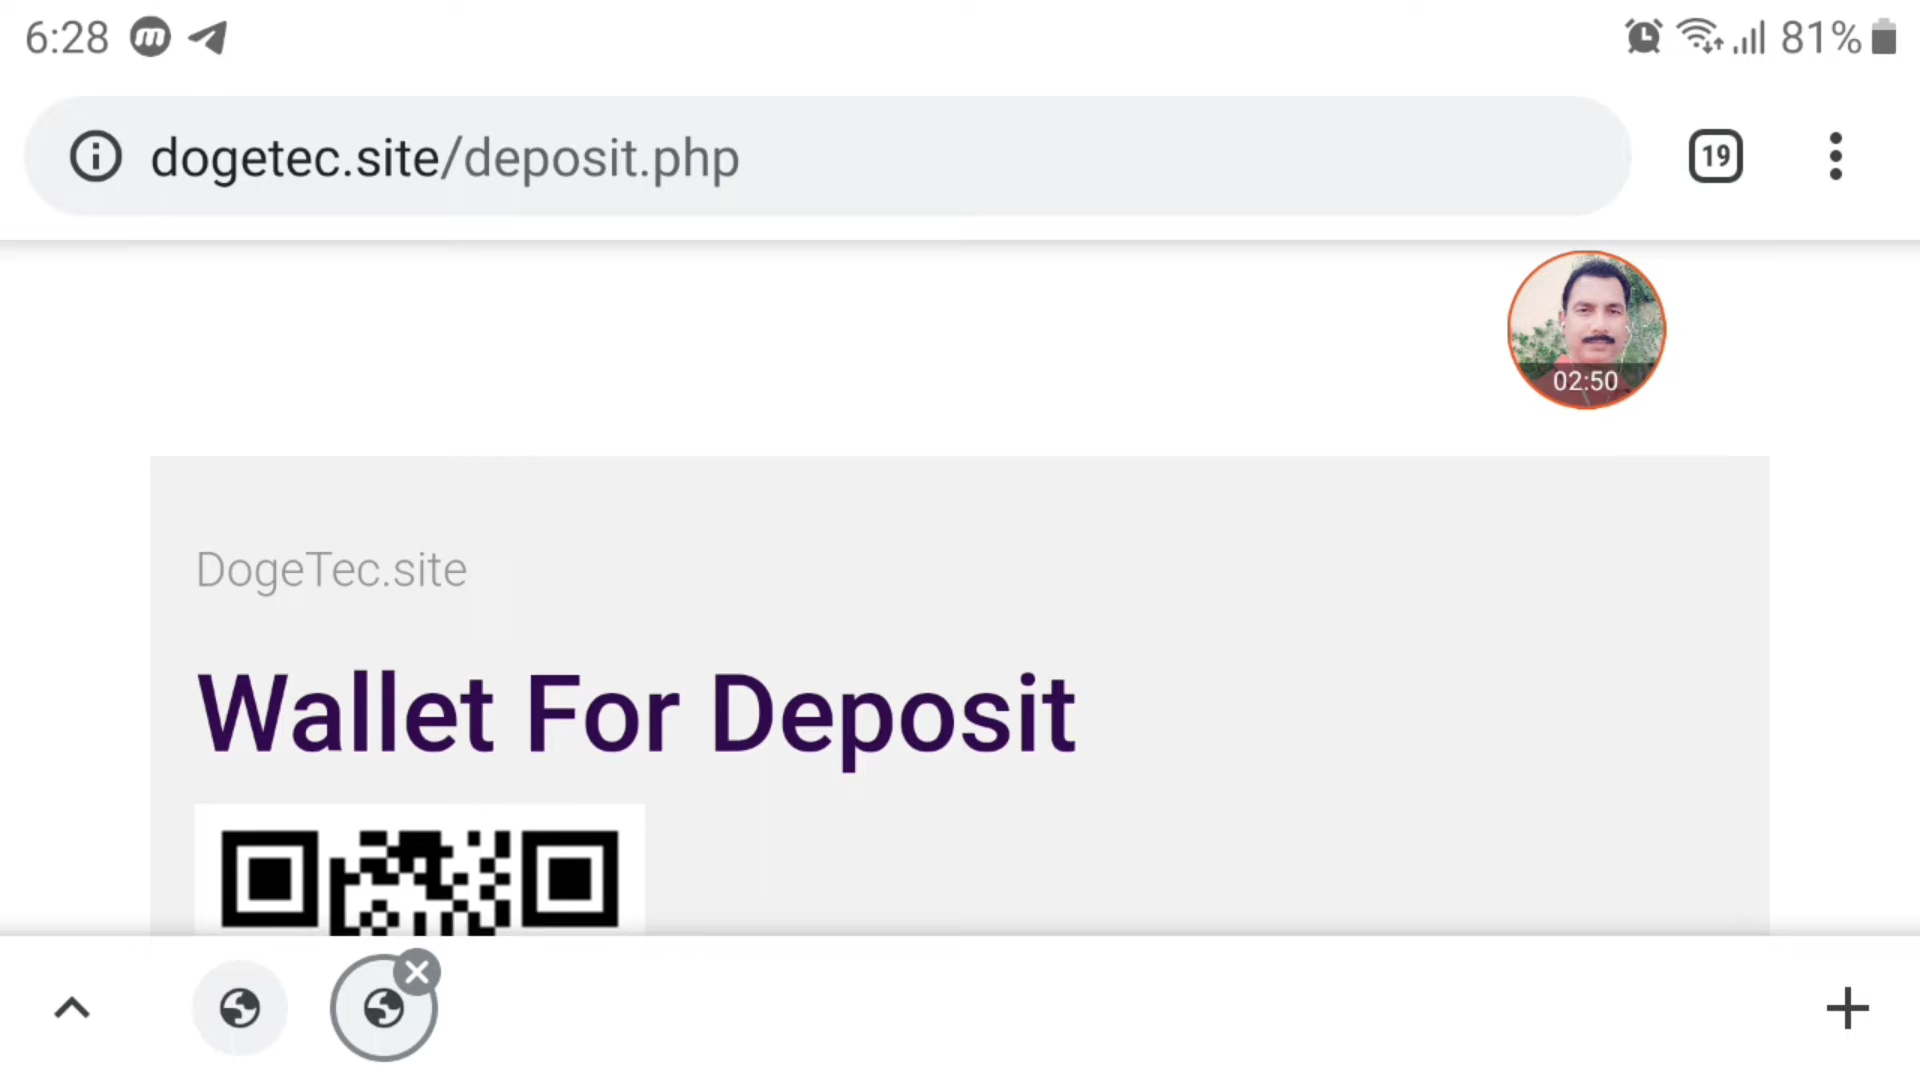 6:28 81%
dogetec.site/deposit.php 19
02:50
DogeTec.site
Wallet For Deposit